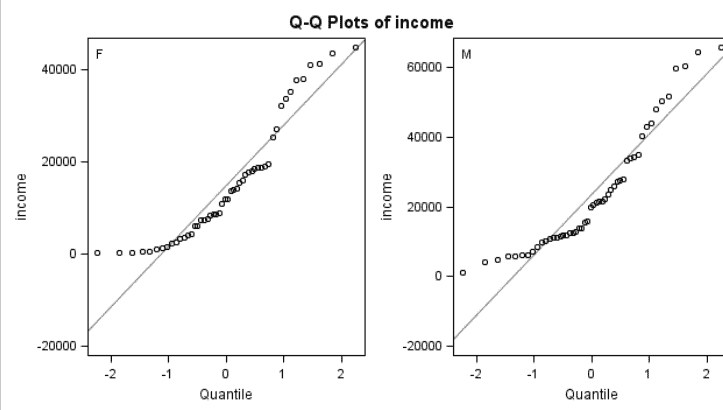 Q-Q Plots of income
F
40000
20000
0
-20000
income
-2 -1 0 1 2
Quantile
M
60000
40000
20000
0
-20000
income
-2 -1 0 1 2
Quantile